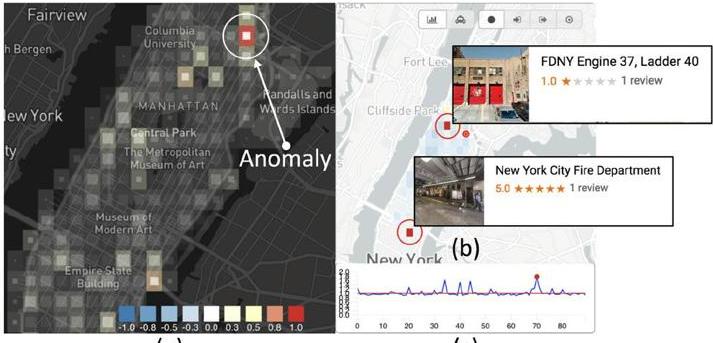 Fairview
h Bergen
Columbia
University
MANHATTAN
Randalls and
Wards Islands
lew York
ty
Central Park
The Metropolitan
Museum of Art
Anomaly
Museum of
Modern Art
Empire State
Building
-1.0 -0.8 -0.5 -0.3 0.0 0.3 0.5 0.8 1.0
nsack
Fort Lee
Cliffside Park
FDNY Engine 37, Ladder 40
1.0 1 review
New York City Fire Department
5.0 1 review
(b)
New York
0 10 20 30 40 50 60 70 80